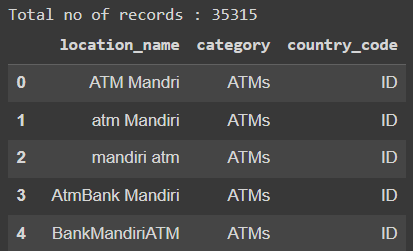 Total no of records : 35315
location_name category country_code
0 ATM Mandri ATMs ID
1 atm Mandiri ATMs ID
2 mandiri atm ATMs ID
3 AtmBank Mandiri ATMs ID
4 BankMandiriATM ATMs ID